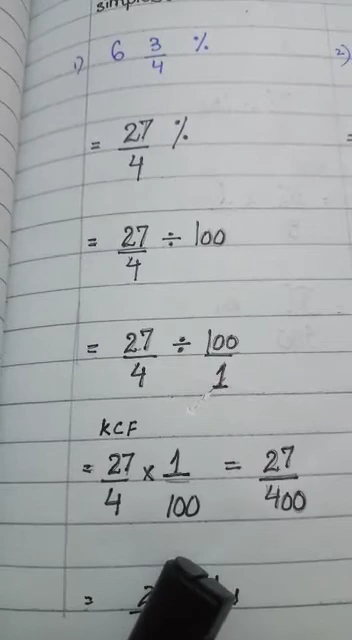 1) 6 3/4 %
2)
= 27/4 %
= 27/4 ÷ 100
= 27/4 ÷ 100/1
KCF
= 27/4 × 1/100 = 27/400
=